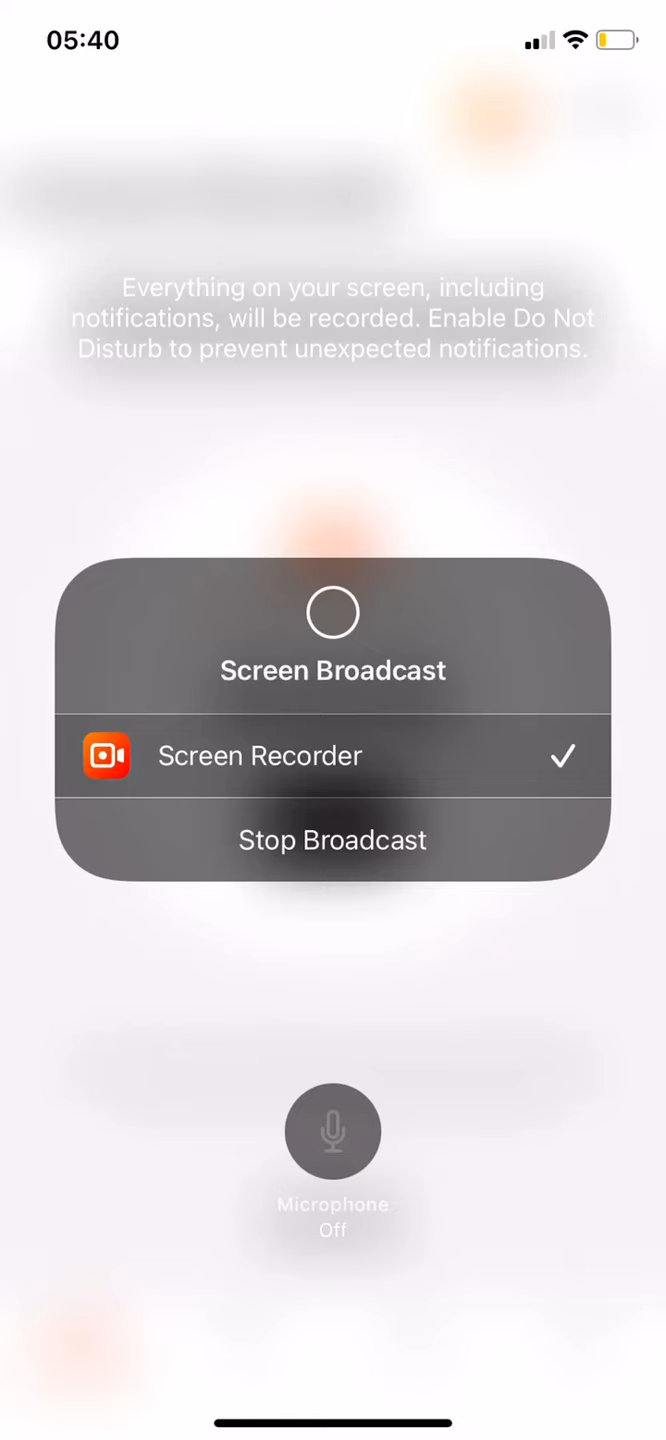 05:40
Everything on your screen, including
notifications, will be recorded. Enable Do Not
Disturb to prevent unexpected notifications.
Screen Broadcast
Screen Recorder
Stop Broadcast
Microphone
Off